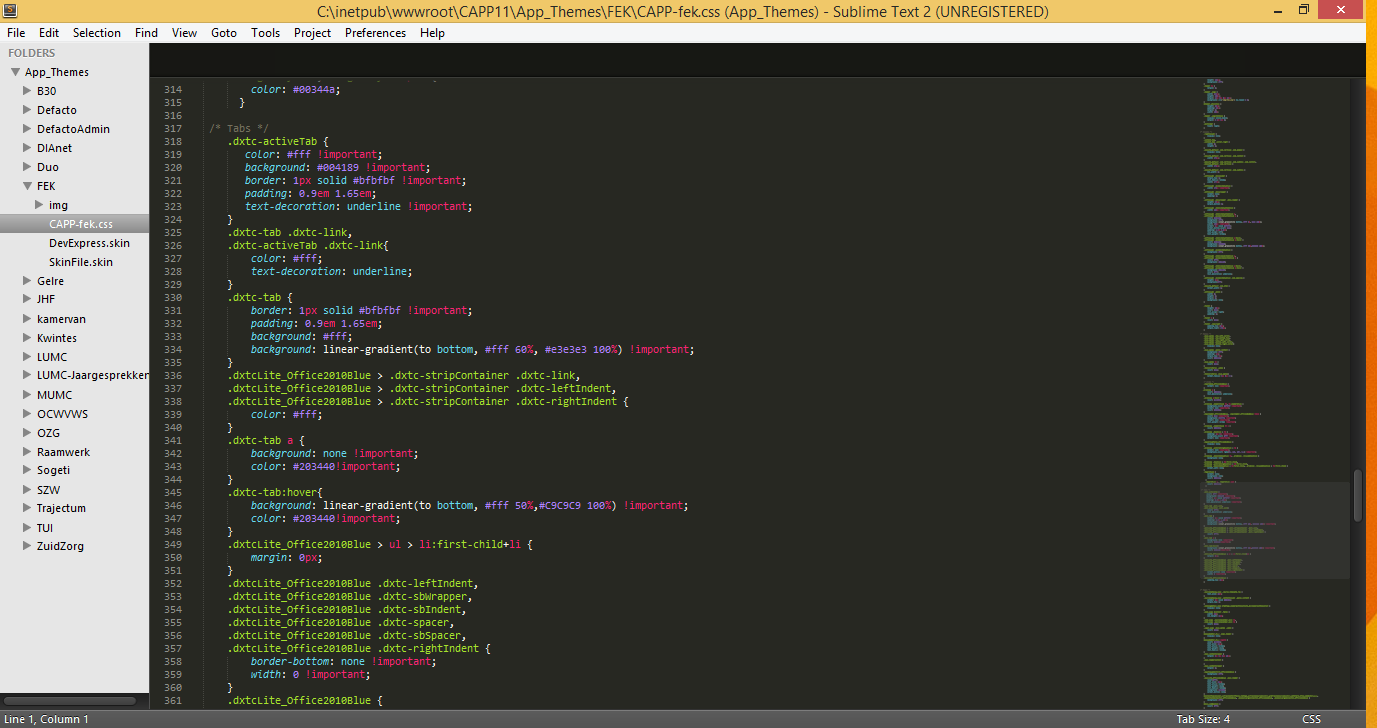 C:\inetpub\wwwroot\CAPP11\App_Themes\FEK\CAPP-fek.css (App_Themes) - Sublime Text 2 (UNREGISTERED)
File Edit Selection Find View Goto Tools Project Preferences Help
FOLDERS
App_Themes
B30
Defacto
DefactoAdmin
DIAnet
Duo
FEK
img
CAPP-fek.css
DevExpress.skin
SkinFile.skin
Gelre
JHF
kamervan
Kwintes
LUMC
LUMC-Jaargesprekken
MUMC
OCWVWS
OZG
Raamwerk
Sogeti
SZW
Trajectum
TUI
ZuidZorg
314 color: #00344a;
315 }
316
317 /* Tabs */
318 .dxtc-activeTab {
319 color: #fff !important;
320 background: #004189 !important;
321 border: 1px solid #bfbfbf !important;
322 padding: 0.9em 1.65em;
323 text-decoration: underline !important;
324 }
325 .dxtc-tab .dxtc-link,
326 .dxtc-activeTab .dxtc-link{
327 color: #fff;
328 text-decoration: underline;
329 }
330 .dxtc-tab {
331 border: 1px solid #bfbfbf !important;
332 padding: 0.9em 1.65em;
333 background: #fff;
334 background: linear-gradient(to bottom, #fff 60%, #e3e3e3 100%) !important;
335 }
336 .dxtcLite_Office2010Blue > .dxtc-stripContainer .dxtc-link,
337 .dxtcLite_Office2010Blue > .dxtc-stripContainer .dxtc-leftIndent,
338 .dxtcLite_Office2010Blue > .dxtc-stripContainer .dxtc-rightIndent {
339 color: #fff;
340 }
341 .dxtc-tab a {
342 background: none !important;
343 color: #203440!important;
344 }
345 .dxtc-tab:hover{
346 background: linear-gradient(to bottom, #fff 50%,#C9C9C9 100%) !important;
347 color: #203440!important;
348 }
349 .dxtcLite_Office2010Blue > ul > li:first-child+li {
350 margin: 0px;
351 }
352 .dxtcLite_Office2010Blue .dxtc-leftIndent,
353 .dxtcLite_Office2010Blue .dxtc-sbWrapper,
354 .dxtcLite_Office2010Blue .dxtc-sbIndent,
355 .dxtcLite_Office2010Blue .dxtc-spacer,
356 .dxtcLite_Office2010Blue .dxtc-sbSpacer,
357 .dxtcLite_Office2010Blue .dxtc-rightIndent {
358 border-bottom: none !important;
359 width: 0 !important;
360 }
361 .dxtcLite_Office2010Blue {
Line 1, Column 1
Tab Size: 4
CSS